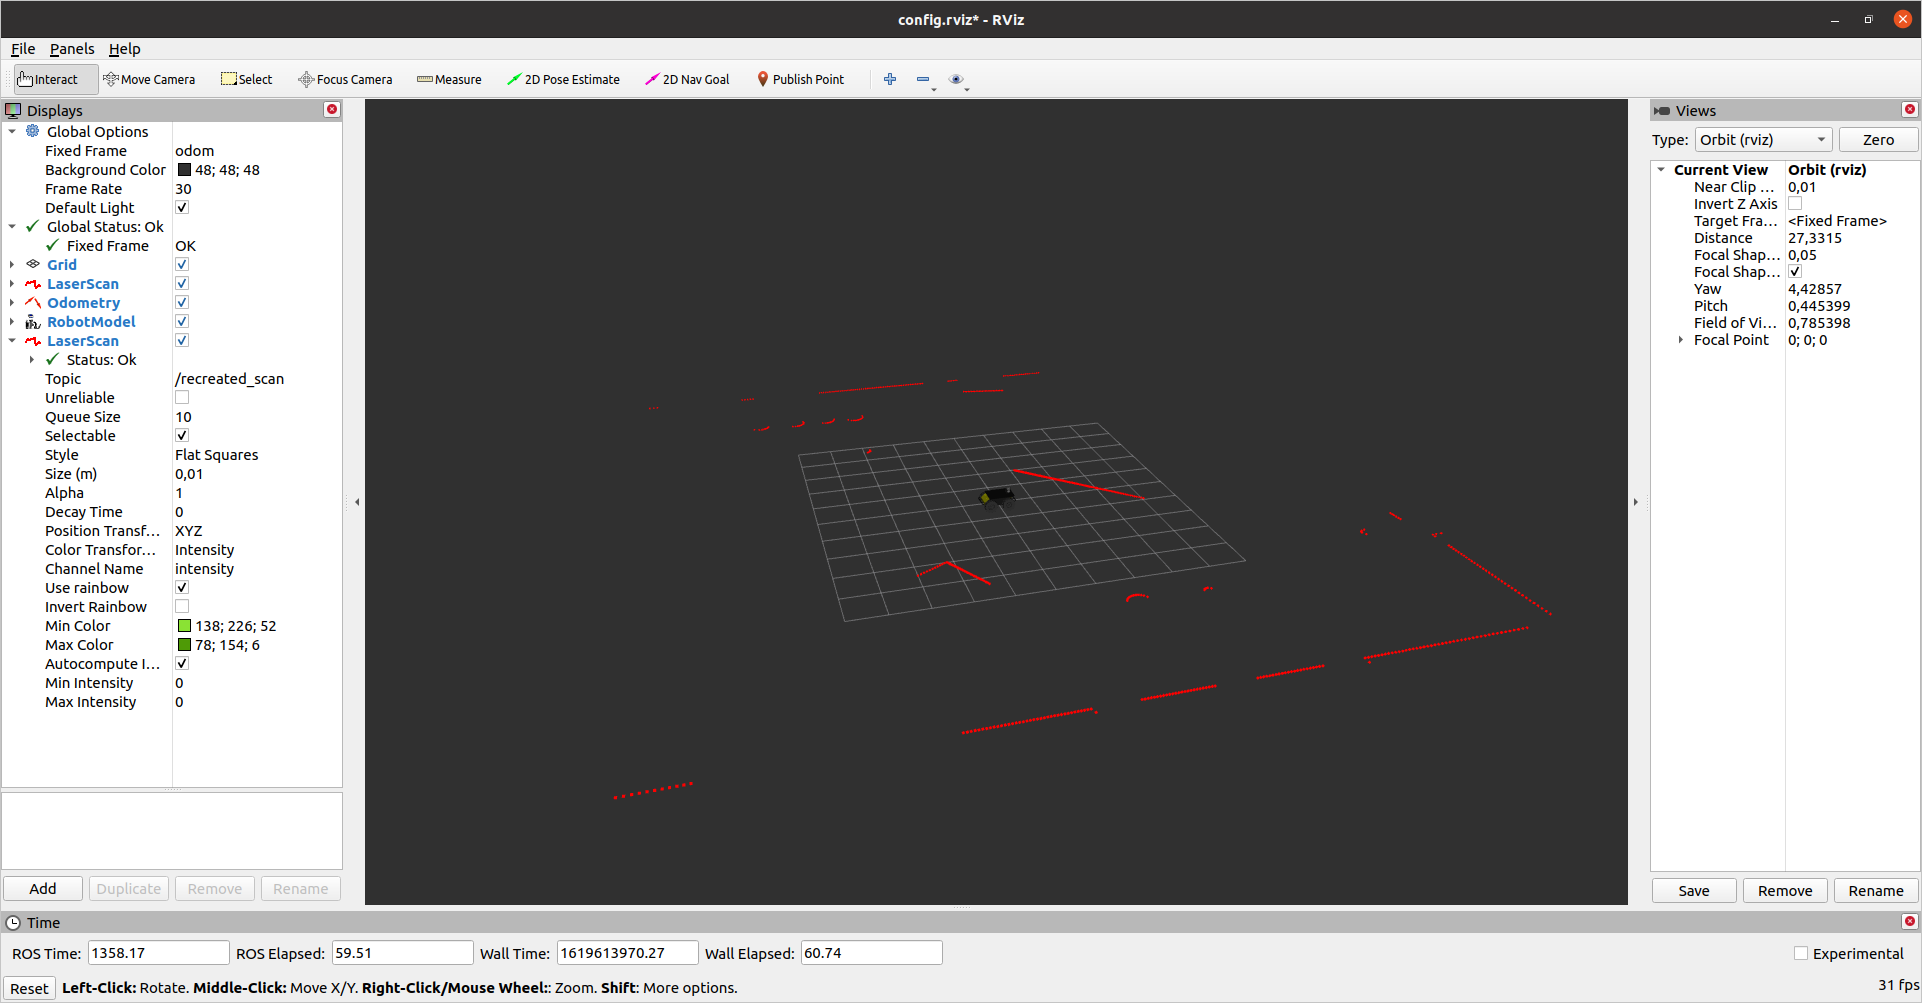 config.rviz* - RViz
File Panels Help
Interact Move Camera Select Focus Camera Measure 2D Pose Estimate 2D Nav Goal Publish Point
Displays
Global Options
Fixed Frame odom
Background Color 48; 48; 48
Frame Rate 30
Default Light
Global Status: Ok
Fixed Frame OK
Grid
LaserScan
Odometry
RobotModel
LaserScan
Status: Ok
Topic /recreated_scan
Unreliable
Queue Size 10
Selectable
Style Flat Squares
Size (m) 0,01
Alpha 1
Decay Time 0
Position Transf... XYZ
Color Transfor... Intensity
Channel Name intensity
Use rainbow
Invert Rainbow
Min Color 138; 226; 52
Max Color 78; 154; 6
Autocompute I...
Min Intensity 0
Max Intensity 0
Add Duplicate Remove Rename
Views
Type: Orbit (rviz) Zero
Current View Orbit (rviz)
Near Clip ... 0,01
Invert Z Axis
Target Fra... <Fixed Frame>
Distance 27,3315
Focal Shap... 0,05
Focal Shap...
Yaw 4,42857
Pitch 0,445399
Field of Vi... 0,785398
Focal Point 0; 0; 0
Save Remove Rename
Time
ROS Time: 1358.17 ROS Elapsed: 59.51 Wall Time: 1619613970.27 Wall Elapsed: 60.74 Experimental
Reset Left-Click: Rotate. Middle-Click: Move X/Y. Right-Click/Mouse Wheel:: Zoom. Shift: More options. 31 fps